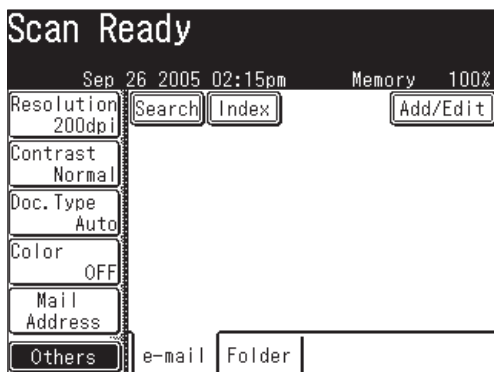 Scan Ready
Sep 26 2005 02:15pm Memory 100%
Resolution
200dpi
Search Index Add/Edit
Contrast
Normal
Doc.Type
Auto
Color
OFF
Mail
Address
Others e-mail Folder